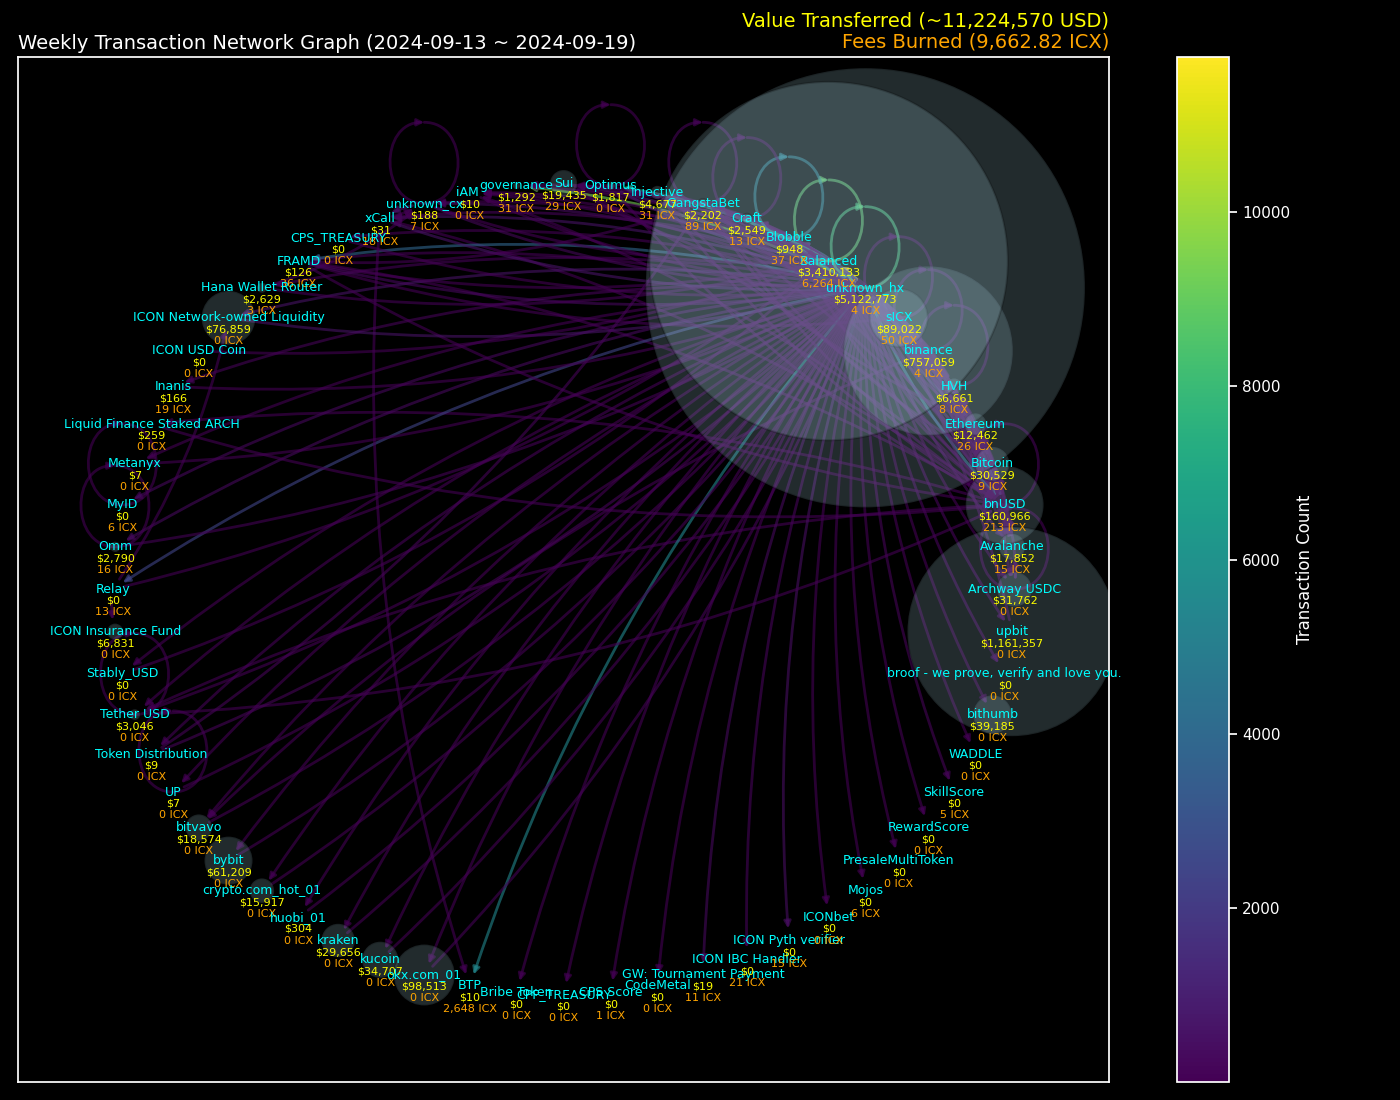 Value Transferred (~11,224,570 USD)
Weekly Transaction Network Graph (2024-09-13 ~ 2024-09-19)
Fees Burned (9,662.82 ICX)
governance
$1,292
31 ICX
Sui
$19,435
29 ICX
Optimus
$1,817
0 ICX
Injective
$4,677
31 ICX
iAM
$10
0 ICX
unknown_cx
$188
7 ICX
GangstaBet
$2,202
89 ICX
xCall
$31
18 ICX
Craft
$2,549
13 ICX
CPS_TREASURY
$0
0 ICX
Blobble
$948
37 ICX
FRAMD
$126
36 ICX
Balanced
$3,410,133
6,264 ICX
Hana Wallet Router
$2,629
3 ICX
unknown_hx
$5,122,773
4 ICX
ICON Network-owned Liquidity
$76,859
0 ICX
sICX
$89,022
50 ICX
ICON USD Coin
$0
0 ICX
binance
$757,059
4 ICX
Inanis
$166
19 ICX
HVH
$6,661
8 ICX
Liquid Finance Staked ARCH
$259
0 ICX
Ethereum
$12,462
26 ICX
Metanyx
$7
0 ICX
Bitcoin
$30,529
9 ICX
MyID
$0
6 ICX
bnUSD
$160,966
213 ICX
Omm
$2,790
16 ICX
Avalanche
$17,852
15 ICX
Relay
$0
13 ICX
Archway USDC
$31,762
0 ICX
ICON Insurance Fund
$6,831
0 ICX
upbit
$1,161,357
0 ICX
Stably_USD
$0
0 ICX
broof - we prove, verify and love you.
$0
0 ICX
Tether USD
$3,046
0 ICX
bithumb
$39,185
0 ICX
Token Distribution
$9
0 ICX
WADDLE
$0
0 ICX
UP
$7
0 ICX
SkillScore
$0
5 ICX
bitvavo
$18,574
0 ICX
RewardScore
$0
0 ICX
bybit
$61,209
0 ICX
PresaleMultiToken
$0
0 ICX
crypto.com_hot_01
$15,917
0 ICX
Mojos
$0
6 ICX
huobi_01
$304
0 ICX
ICONbet
$0
kraken
$29,656
0 ICX
ICON Pyth verifier
$0
15 ICX
kucoin
$34,707
0 ICX
ICON IBC Handler
$0
21 ICX
okx.com_01
$98,513
0 ICX
GW: Tournament Payment
$19
11 ICX
BTP
$10
2,648 ICX
Bribe Token
$0
0 ICX
CPF_TREASURY
$0
0 ICX
CPS Score
$0
1 ICX
CodeMetal
$0
0 ICX
10000
8000
6000
4000
2000
Transaction Count